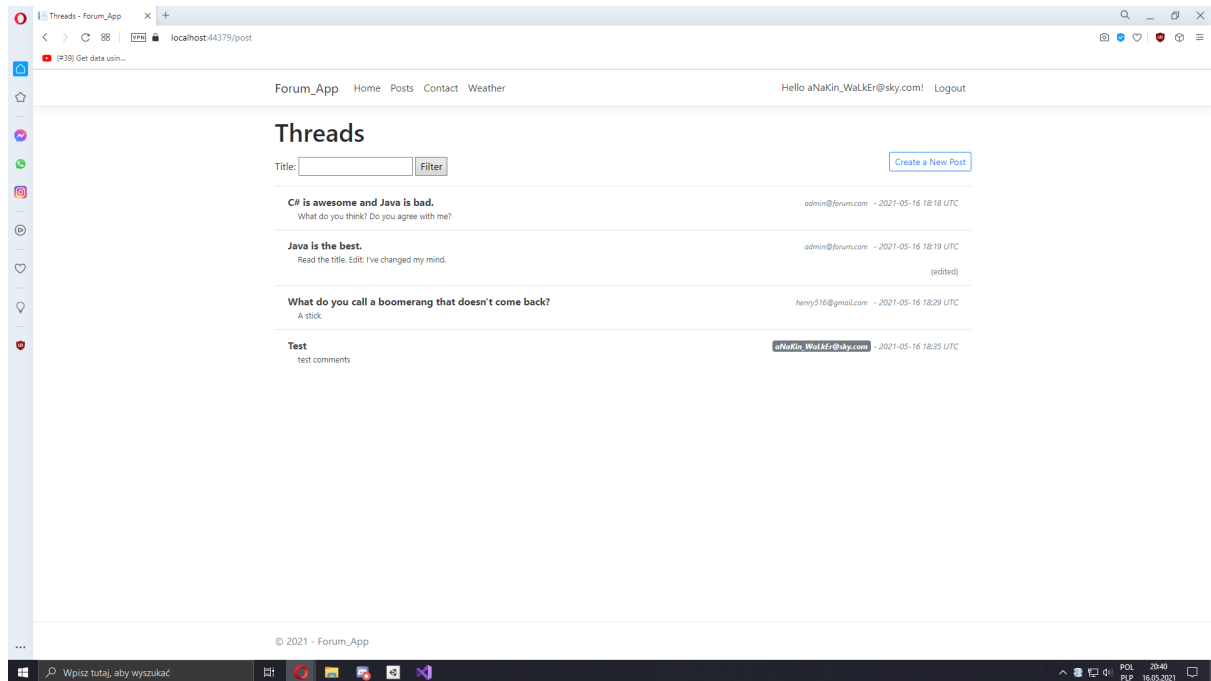 Threads - Forum_App
VPN localhost:44379/post
(#39) Get data usin...
Forum_App Home Posts Contact Weather Hello aNaKin_WaLkEr@sky.com! Logout
Threads
Title: Filter Create a New Post
C# is awesome and Java is bad. admin@forum.com - 2021-05-16 18:18 UTC
What do you think? Do you agree with me?
Java is the best. admin@forum.com - 2021-05-16 18:19 UTC
Read the title. Edit: I've changed my mind.
(edited)
What do you call a boomerang that doesn't come back? henry516@gmail.com - 2021-05-16 18:29 UTC
A stick
Test aNaKin_WaLkEr@sky.com - 2021-05-16 18:35 UTC
test comments
© 2021 - Forum_App
Wpisz tutaj, aby wyszukać
POL 20:40
PLP 16.05.2021